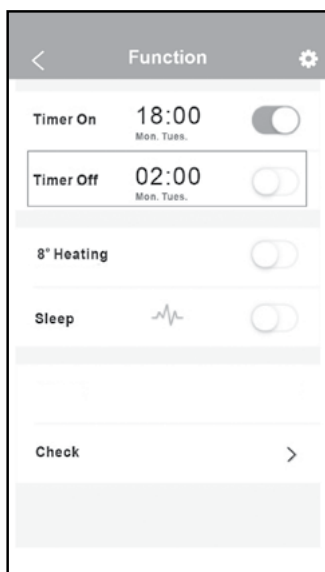 Function
Timer On 18:00
Mon. Tues.
Timer Off 02:00
Mon. Tues.
8° Heating
Sleep
Check